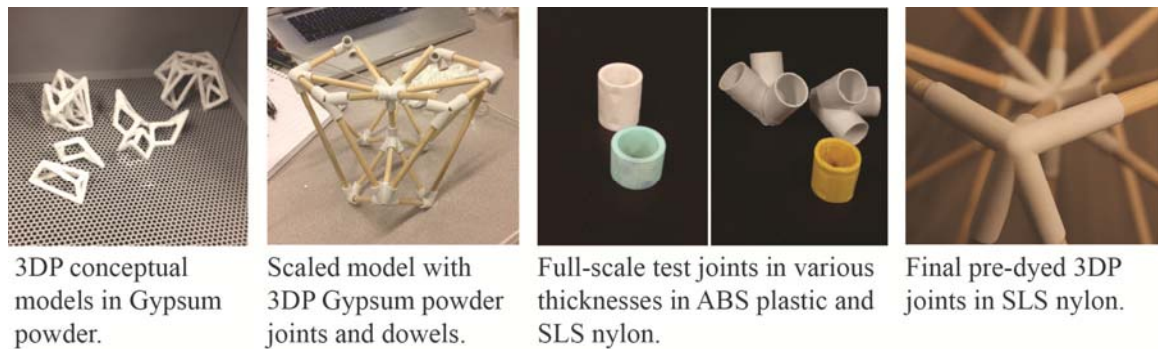 3DP conceptual
models in Gypsum
powder.
Scaled model with
3DP Gypsum powder
joints and dowels.
Full-scale test joints in various
thicknesses in ABS plastic and
SLS nylon.
Final pre-dyed 3DP
joints in SLS nylon.